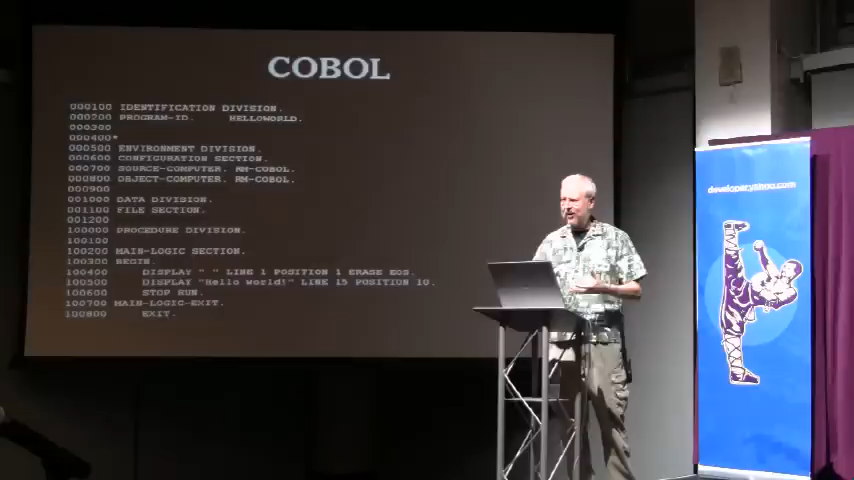 COBOL
000100 IDENTIFICATION DIVISION.
000200 PROGRAM-ID. HELLOWORLD.
000300
000400*
000500 ENVIRONMENT DIVISION.
000600 CONFIGURATION SECTION.
000700 SOURCE-COMPUTER. RM-COBOL.
000800 OBJECT-COMPUTER. RM-COBOL.
000900
001000 DATA DIVISION.
001100 FILE SECTION.
001200
100000 PROCEDURE DIVISION.
100100
100200 MAIN-LOGIC SECTION.
100300 BEGIN.
100400 DISPLAY " " LINE 1 POSITION 1 ERASE EOS.
100500 DISPLAY "Hello world!" LINE 15 POSITION 10.
100600 STOP RUN.
100700 MAIN-LOGIC-EXIT.
100800 EXIT.
developer.yahoo.com